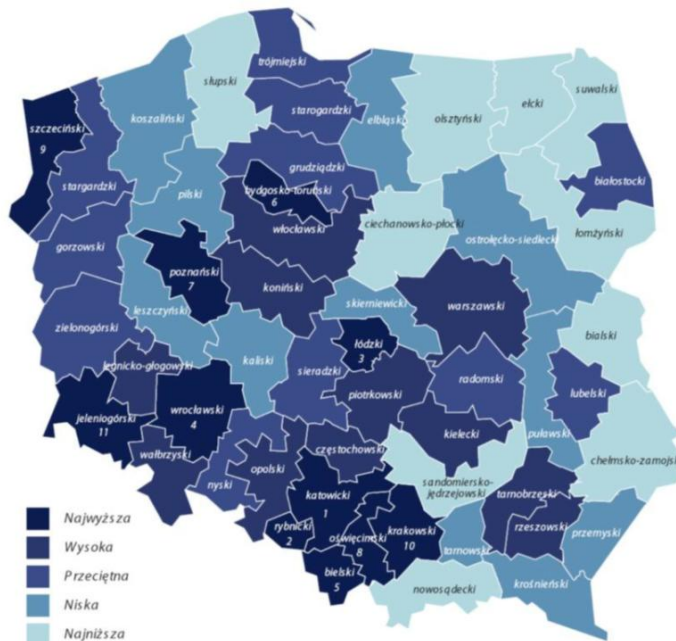 trójmiejski
słupski
suwalski
ełcki
koszaliński
starogardzki
elbląski
olsztyński
szczeciński
9
grudziądzki
białostocki
stargardzki
pilski
bydgosko-toruński
6
ciechanowsko-płocki
włocławski
ostrołęcko-siedlecki
łomżyński
gorzowski
poznański
7
koniński
skierniewicki
warszawski
leszczyński
zielonogórski
łódzki
3
bialski
legnicko-głogowski
kaliski
sieradzki
radomski
piotrkowski
lubelski
jeleniogórski
11
wrocławski
4
kielecki
puławski
wałbrzyski
częstochowski
chełmsko-zamojsk
opolski
nyski
sandomiersko-
jędrzejowski
katowicki
1
tarnobrzeski
rybnicki
2
oświęcimski
8
krakowski
10
tarnowski
rzeszowski
przemyski
bielski
5
nowosądecki
krośnieński
Najwyższa
Wysoka
Przeciętna
Niska
Najniższa